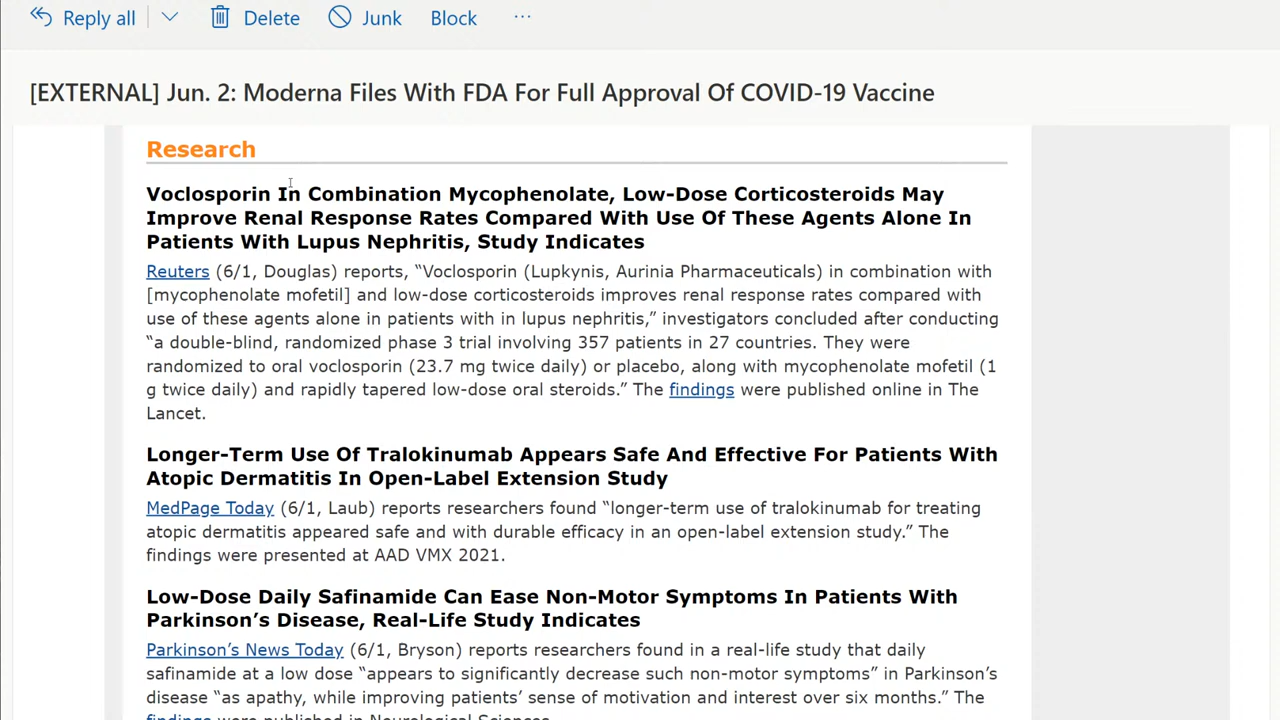 Reply all Delete Junk Block ...
[EXTERNAL] Jun. 2: Moderna Files With FDA For Full Approval Of COVID-19 Vaccine
Research
Voclosporin In Combination Mycophenolate, Low-Dose Corticosteroids May
Improve Renal Response Rates Compared With Use Of These Agents Alone In
Patients With Lupus Nephritis, Study Indicates
Reuters (6/1, Douglas) reports, “Voclosporin (Lupkynis, Aurinia Pharmaceuticals) in combination with
[mycophenolate mofetil] and low-dose corticosteroids improves renal response rates compared with
use of these agents alone in patients with in lupus nephritis,” investigators concluded after conducting
“a double-blind, randomized phase 3 trial involving 357 patients in 27 countries. They were
randomized to oral voclosporin (23.7 mg twice daily) or placebo, along with mycophenolate mofetil (1
g twice daily) and rapidly tapered low-dose oral steroids.” The findings were published online in The
Lancet.
Longer-Term Use Of Tralokinumab Appears Safe And Effective For Patients With
Atopic Dermatitis In Open-Label Extension Study
MedPage Today (6/1, Laub) reports researchers found “longer-term use of tralokinumab for treating
atopic dermatitis appeared safe and with durable efficacy in an open-label extension study.” The
findings were presented at AAD VMX 2021.
Low-Dose Daily Safinamide Can Ease Non-Motor Symptoms In Patients With
Parkinson’s Disease, Real-Life Study Indicates
Parkinson’s News Today (6/1, Bryson) reports researchers found in a real-life study that daily
safinamide at a low dose “appears to significantly decrease such non-motor symptoms” in Parkinson’s
disease “as apathy, while improving patients’ sense of motivation and interest over six months.” The
findings were published in Neurological Sciences.